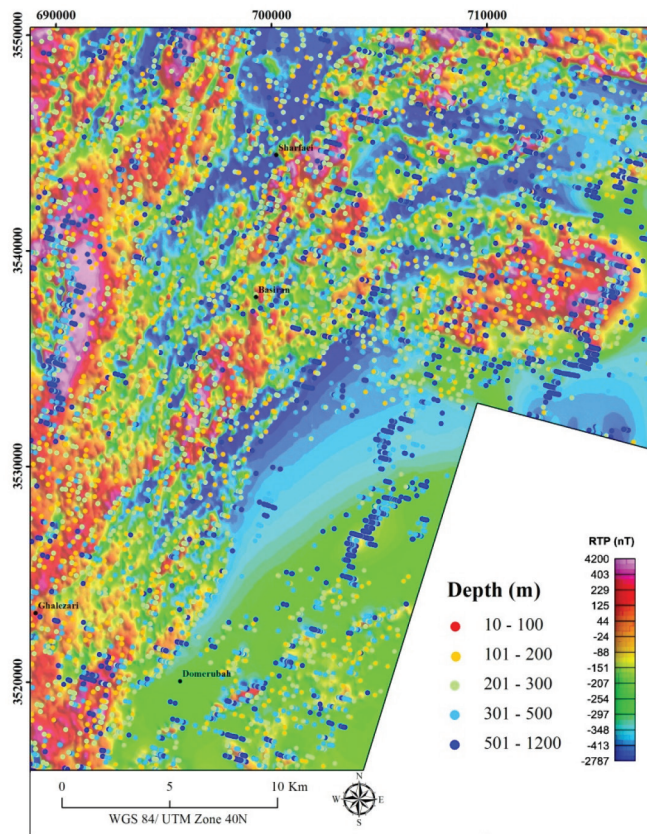 690000 700000 710000
3550000
3540000
3530000
3520000
Sharfaei
Basiran
Ghalezari
Domerubah
Depth (m)
10 - 100
101 - 200
201 - 300
301 - 500
501 - 1200
RTP (nT)
4200
403
229
125
44
-24
-88
-151
-207
-254
-297
-348
-413
-2787
0 5 10 Km
WGS 84/ UTM Zone 40N
N
W E
S